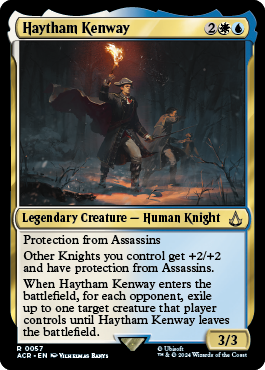 Haytham Kenway 2
Legendary Creature — Human Knight
Protection from Assassins
Other Knights you control get +2/+2
and have protection from Assassins.
When Haytham Kenway enters the
battlefield, for each opponent, exile
up to one target creature that player
controls until Haytham Kenway leaves
the battlefield.
3/3
R 0057
ACR • EN Vilhelmas Banys
© Ubisoft
™ & © 2024 Wizards of the Coast